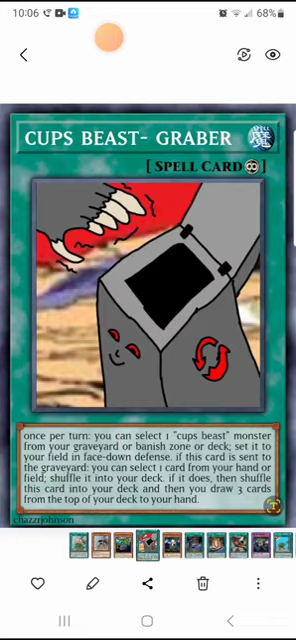 10:06 68%
CUPS BEAST- GRABER
[ SPELL CARD ]
once per turn: you can select 1 "cups beast" monster
from your graveyard or banish zone or deck; set it to
your field in face-down defense. if this card is sent to
the graveyard: you can select 1 card from your hand or
field; shuffle it into your deck. if it does, then shuffle
this card into your deck and then you draw 3 cards
from the top of your deck to your hand.
chazzrjohnson